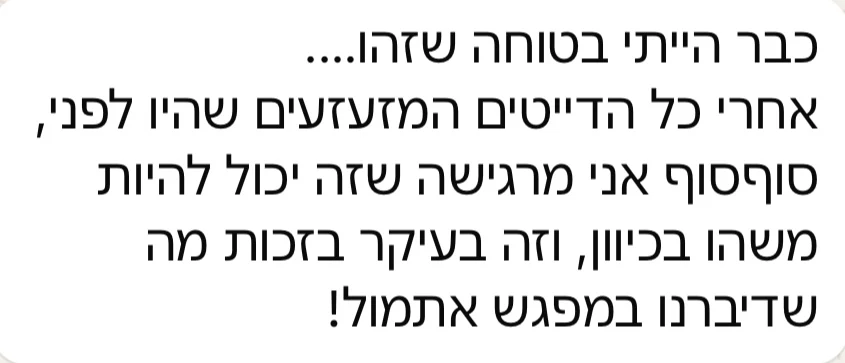 כבר הייתי בטוחה שזהו....
אחרי כל הדייטים המזעזעים שהיו לפני,
סוףסוף אני מרגישה שזה יכול להיות
משהו בכיוון, וזה בעיקר בזכות מה
שדיברנו במפגש אתמול!